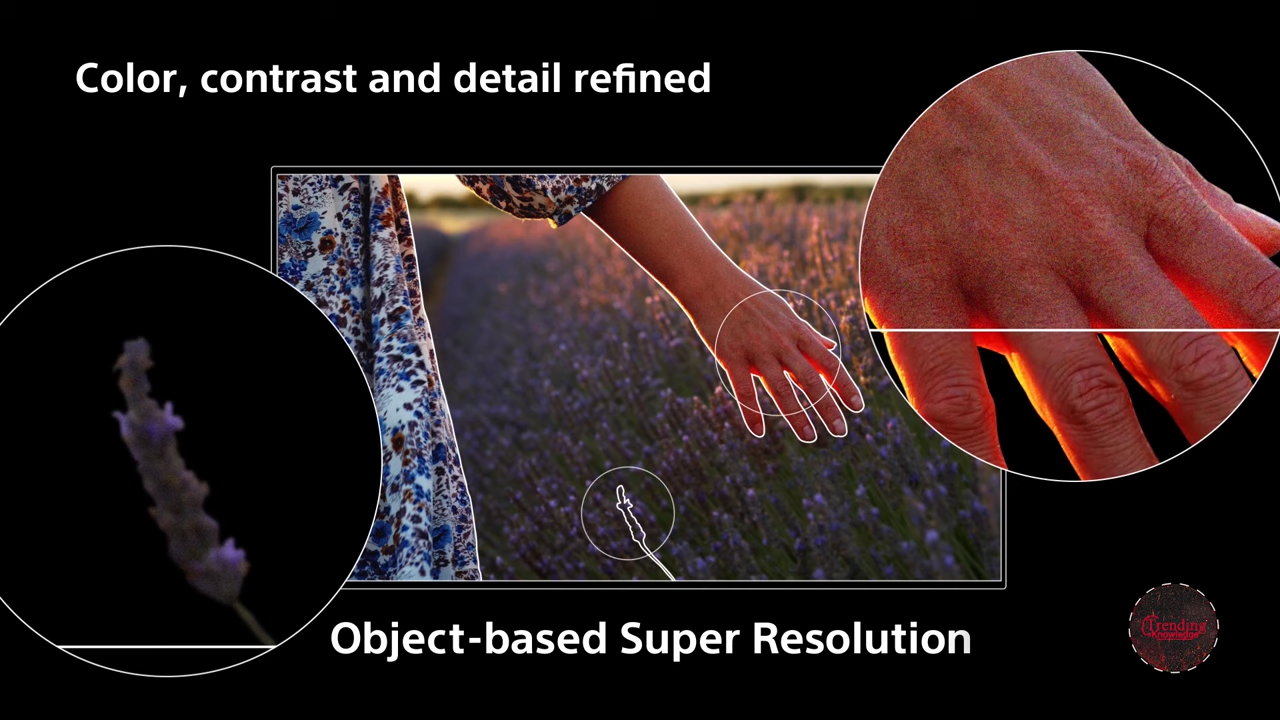 Color, contrast and detail refined
Object-based Super Resolution
Trending
Knowledge